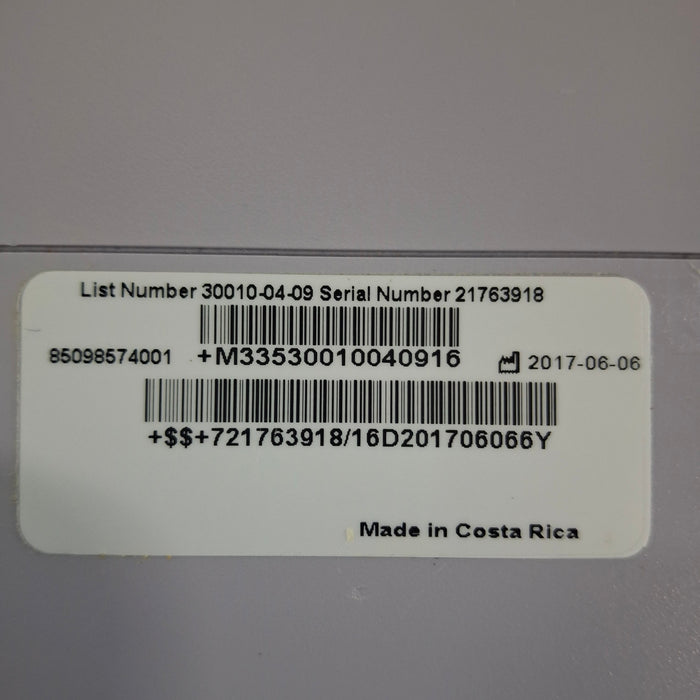 List Number 30010-04-09 Serial Number 21763918
85098574001 +M33530010040916 2017-06-06
+$$+721763918/16D201706066Y
Made in Costa Rica